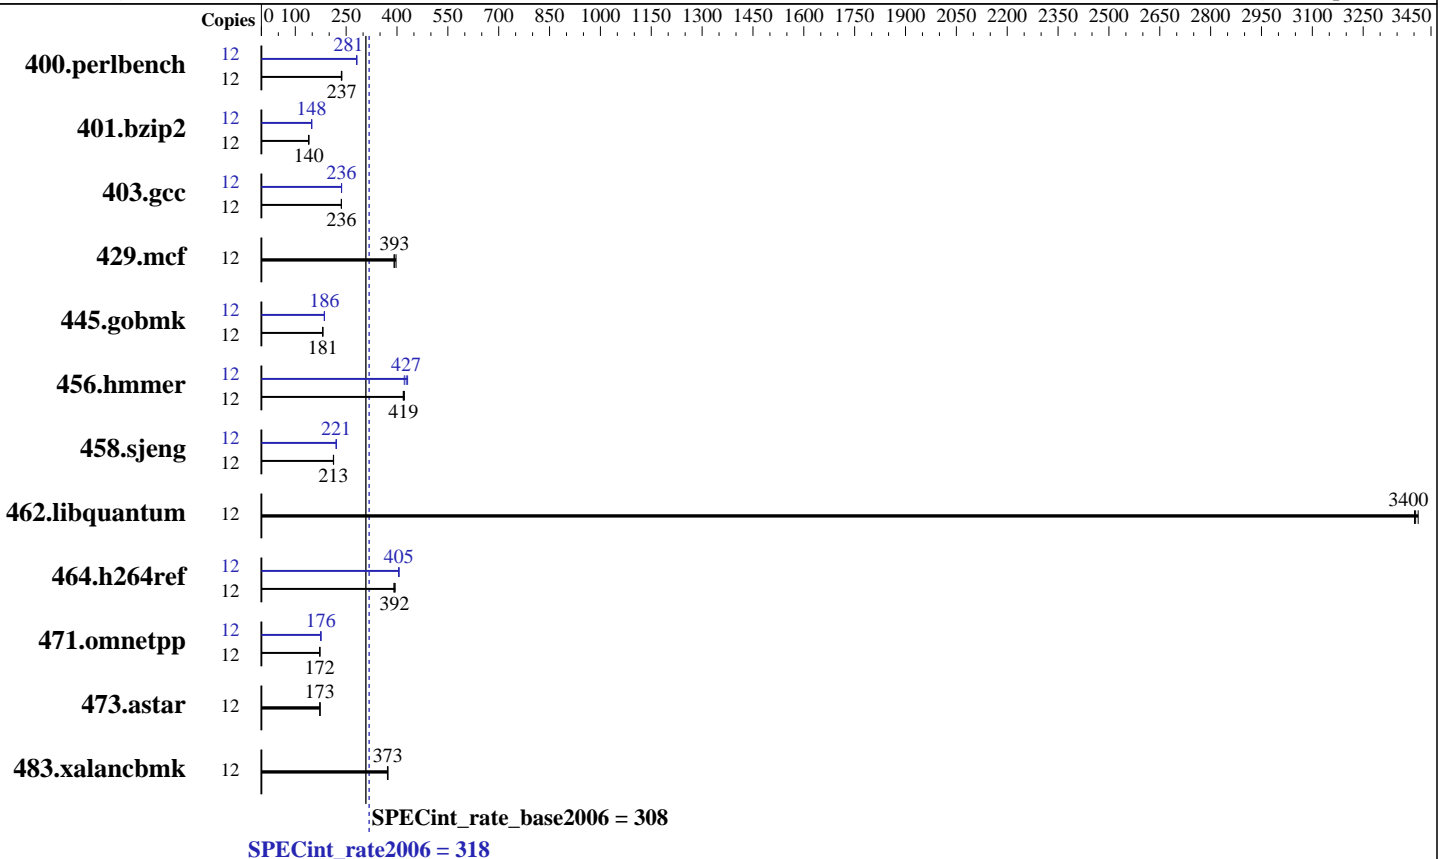 Copies 0 100 250 400 550 700 850 1000 1150 1300 1450 1600 1750 1900 2050 2200 2350 2500 2650 2800 2950 3100 3250 3450
400.perlbench 12 281
12 237
401.bzip2 12 148
12 140
403.gcc 12 236
12 236
429.mcf 12 393
445.gobmk 12 186
12 181
456.hmmer 12 427
12 419
458.sjeng 12 221
12 213
462.libquantum 12 3400
464.h264ref 12 405
12 392
471.omnetpp 12 176
12 172
473.astar 12 173
483.xalancbmk 12 373
SPECint_rate_base2006 = 308
SPECint_rate2006 = 318